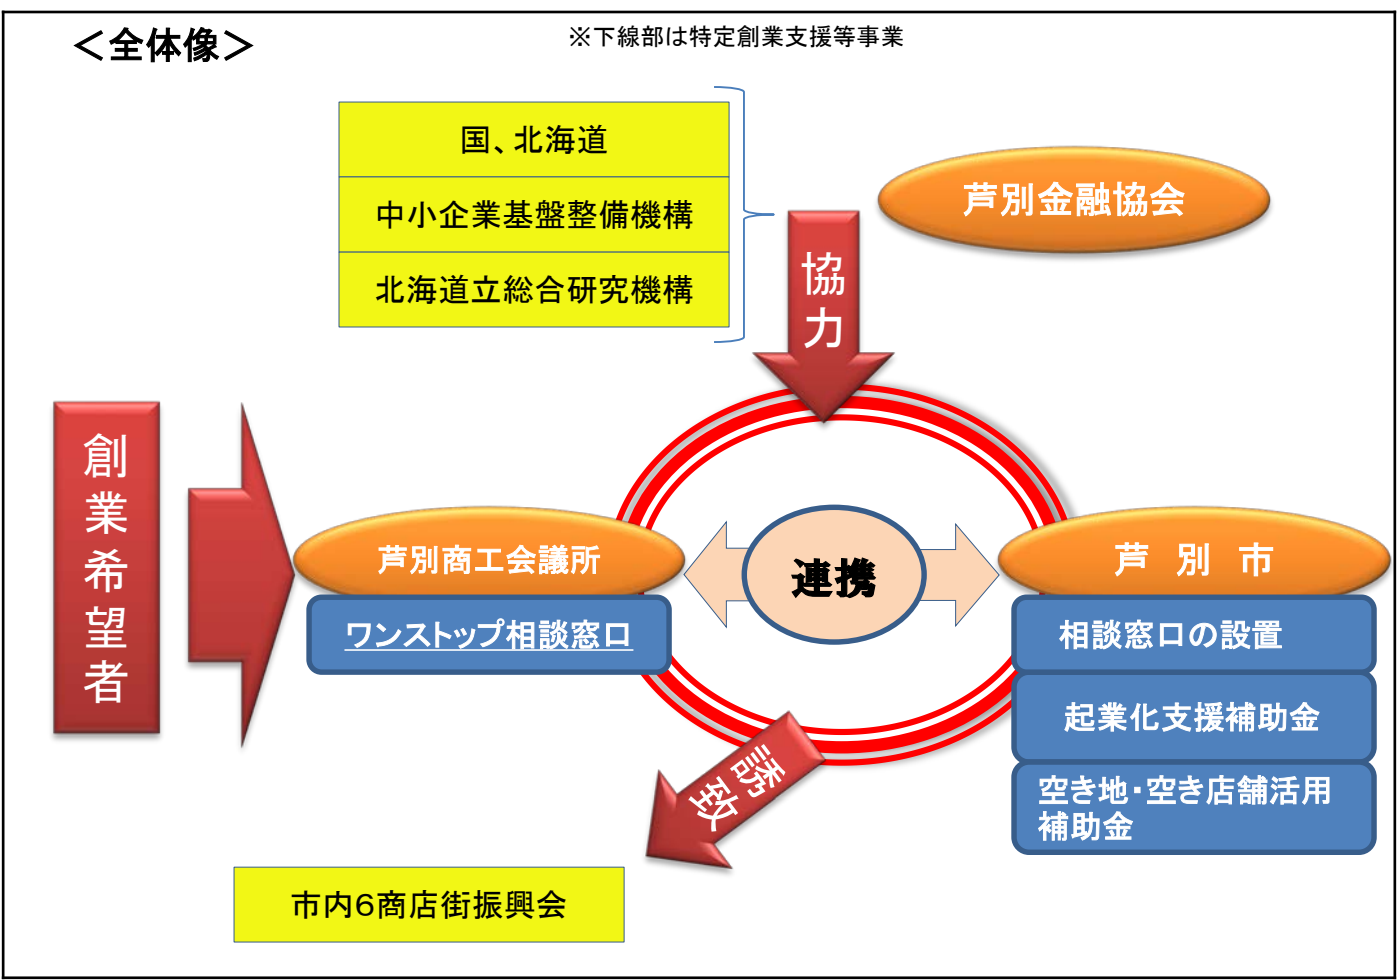 ＜全体像＞
※下線部は特定創業支援等事業
国、北海道
中小企業基盤整備機構
北海道立総合研究機構
芦別金融協会
協力
創業希望者
芦別商工会議所
ワンストップ相談窓口
連携
芦　別　市
相談窓口の設置
起業化支援補助金
空き地・空き店舗活用
補助金
誘致
市内６商店街振興会